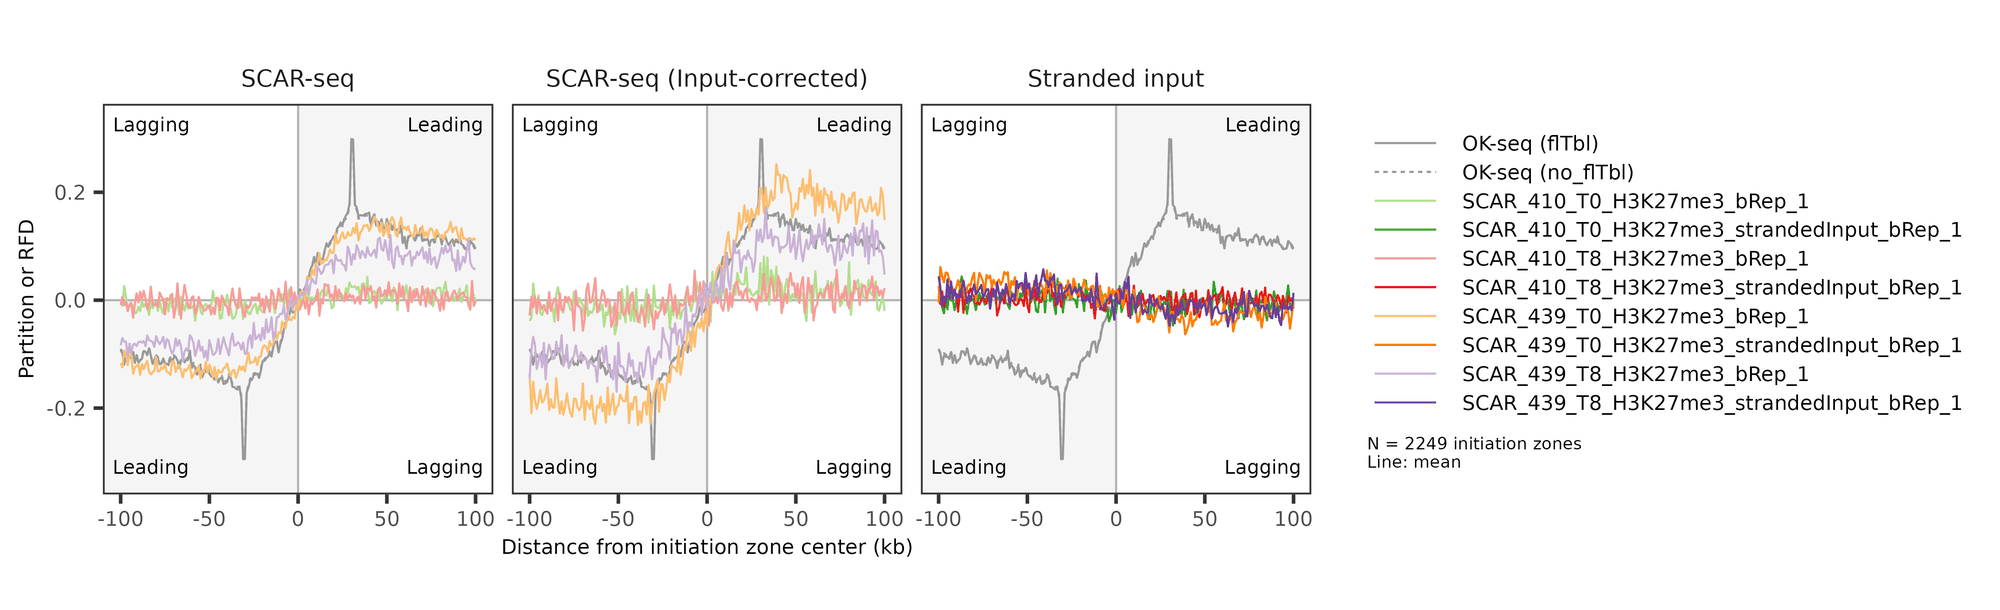 SCAR-seq
SCAR-seq (Input-corrected)
Stranded input
Lagging
Leading
Lagging
Leading
Lagging
Leading
Leading
Lagging
Leading
Lagging
Leading
Lagging
0.2
0.0
-0.2
Partition or RFD
-100 -50 0 50 100
-100 -50 0 50 100
-100 -50 0 50 100
Distance from initiation zone center (kb)
OK-seq (flTbl)
OK-seq (no_flTbl)
SCAR_410_T0_H3K27me3_bRep_1
SCAR_410_T0_H3K27me3_strandedInput_bRep_1
SCAR_410_T8_H3K27me3_bRep_1
SCAR_410_T8_H3K27me3_strandedInput_bRep_1
SCAR_439_T0_H3K27me3_bRep_1
SCAR_439_T0_H3K27me3_strandedInput_bRep_1
SCAR_439_T8_H3K27me3_bRep_1
SCAR_439_T8_H3K27me3_strandedInput_bRep_1
N = 2249 initiation zones
Line: mean